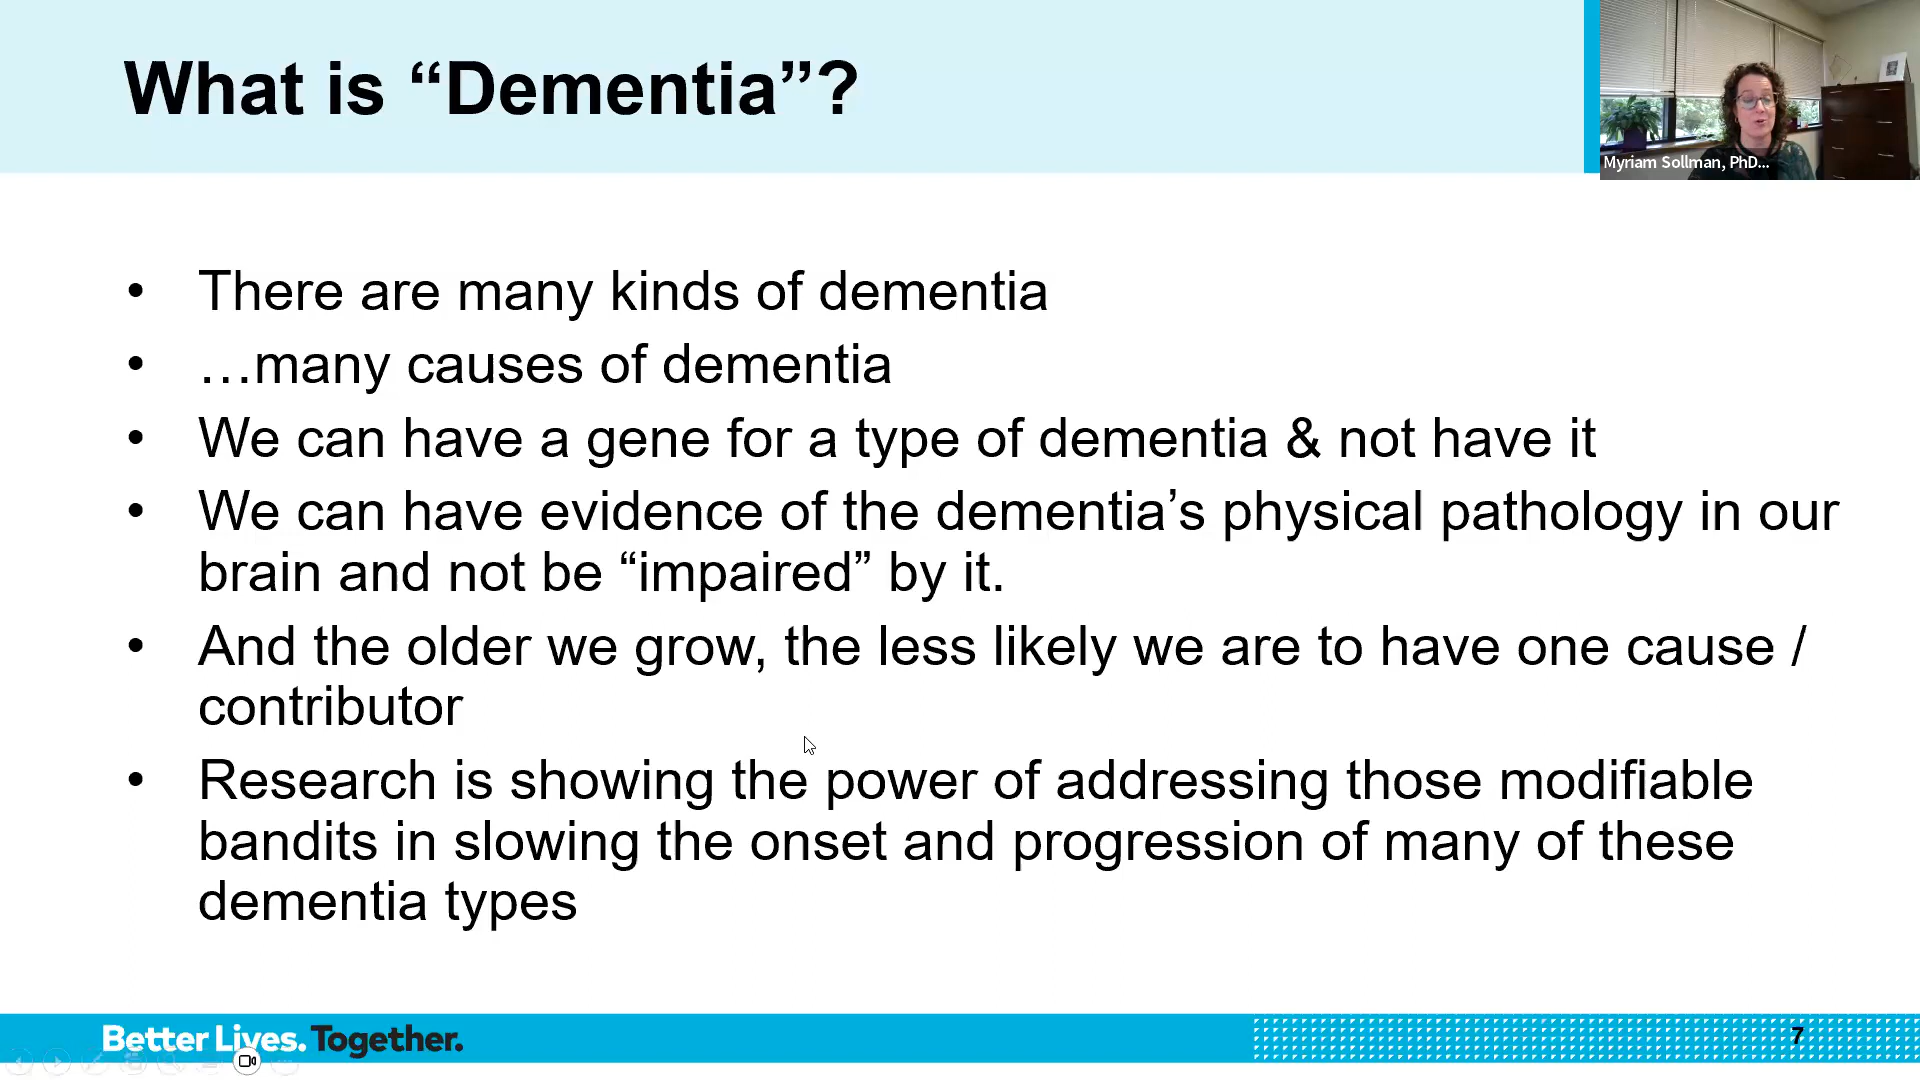 What is “Dementia”?
Myriam Sollman, PhD...
• There are many kinds of dementia
• …many causes of dementia
• We can have a gene for a type of dementia & not have it
• We can have evidence of the dementia’s physical pathology in our
brain and not be “impaired” by it.
• And the older we grow, the less likely we are to have one cause /
contributor
• Research is showing the power of addressing those modifiable
bandits in slowing the onset and progression of many of these
dementia types
Better Lives. Together.
7